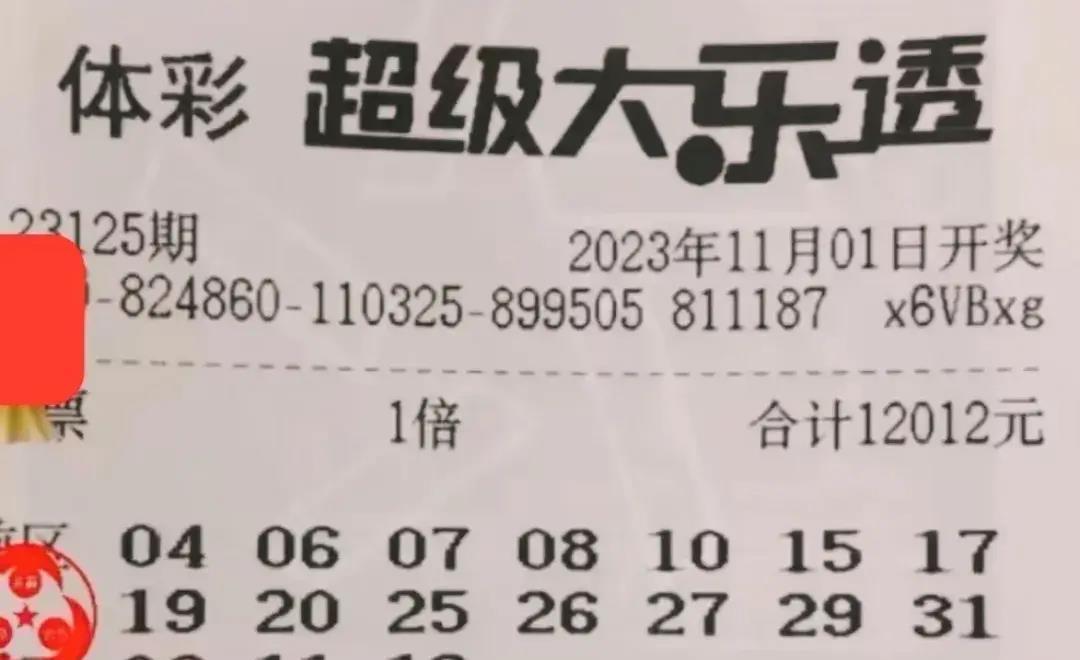 体彩 超级大乐透
23125期 2023年11月01日开奖
-824860-110325-899505 811187 x6VBxg
票 1倍 合计12012元
区 04 06 07 08 10 15 17
19 20 25 26 27 29 31